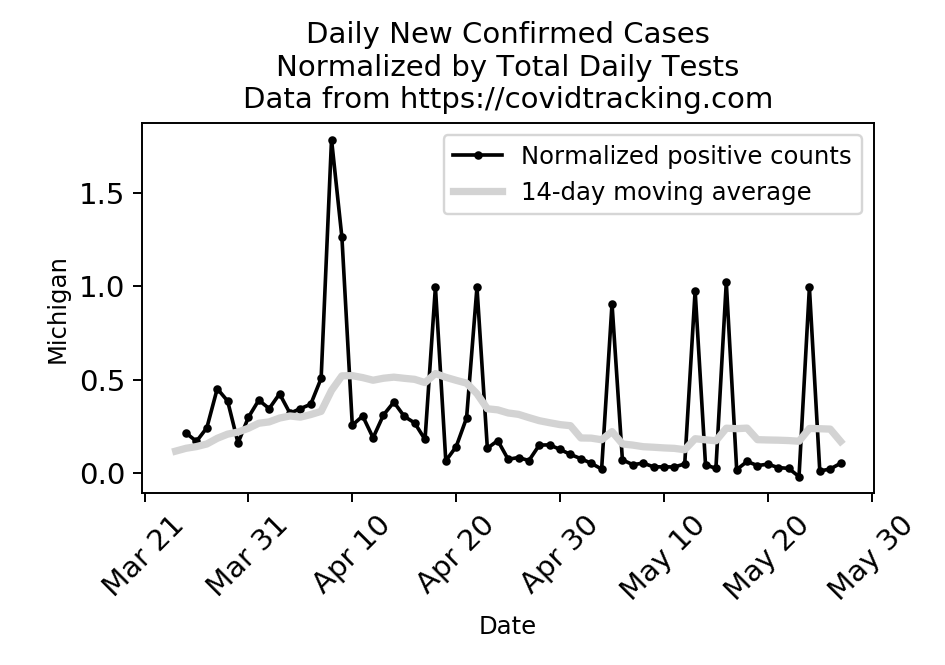 Daily New Confirmed Cases
Normalized by Total Daily Tests
Data from https://covidtracking.com
Normalized positive counts
14-day moving average
Michigan
1.5
1.0
0.5
0.0
Mar 21
Mar 31
Apr 10
Apr 20
Apr 30
May 10
May 20
May 30
Date